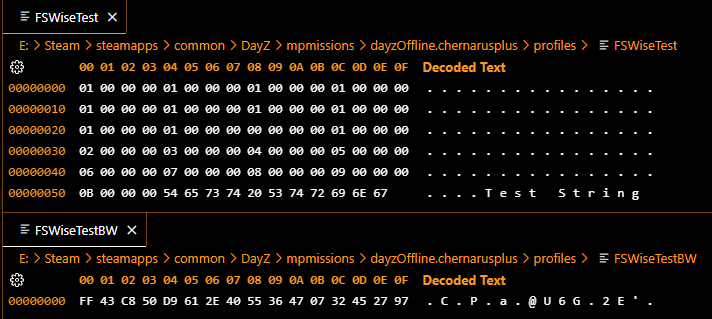 FSWiseTest ×
E: > Steam > steamapps > common > DayZ > mpmissions > dayzOffline.chernarusplus > profiles > FSWiseTest
00 01 02 03 04 05 06 07 08 09 0A 0B 0C 0D 0E 0F Decoded Text
00000000 01 00 00 00 01 00 00 00 01 00 00 00 01 00 00 00 . . . . . . . . . . . . . . . .
00000010 01 00 00 00 01 00 00 00 01 00 00 00 01 00 00 00 . . . . . . . . . . . . . . . .
00000020 01 00 00 00 01 00 00 00 00 00 00 00 01 00 00 00 . . . . . . . . . . . . . . . .
00000030 02 00 00 00 03 00 00 00 04 00 00 00 05 00 00 00 . . . . . . . . . . . . . . . .
00000040 06 00 00 00 07 00 00 00 08 00 00 00 09 00 00 00 . . . . . . . . . . . . . . . .
00000050 0B 00 00 00 54 65 73 74 20 53 74 72 69 6E 67 . . . . T e s t   S t r i n g
FSWiseTestBW ×
E: > Steam > steamapps > common > DayZ > mpmissions > dayzOffline.chernarusplus > profiles > FSWiseTestBW
00 01 02 03 04 05 06 07 08 09 0A 0B 0C 0D 0E 0F Decoded Text
00000000 FF 43 C8 50 D9 61 2E 40 55 36 47 07 32 45 27 97 . C . P . a . @ U 6 G . 2 E ' .